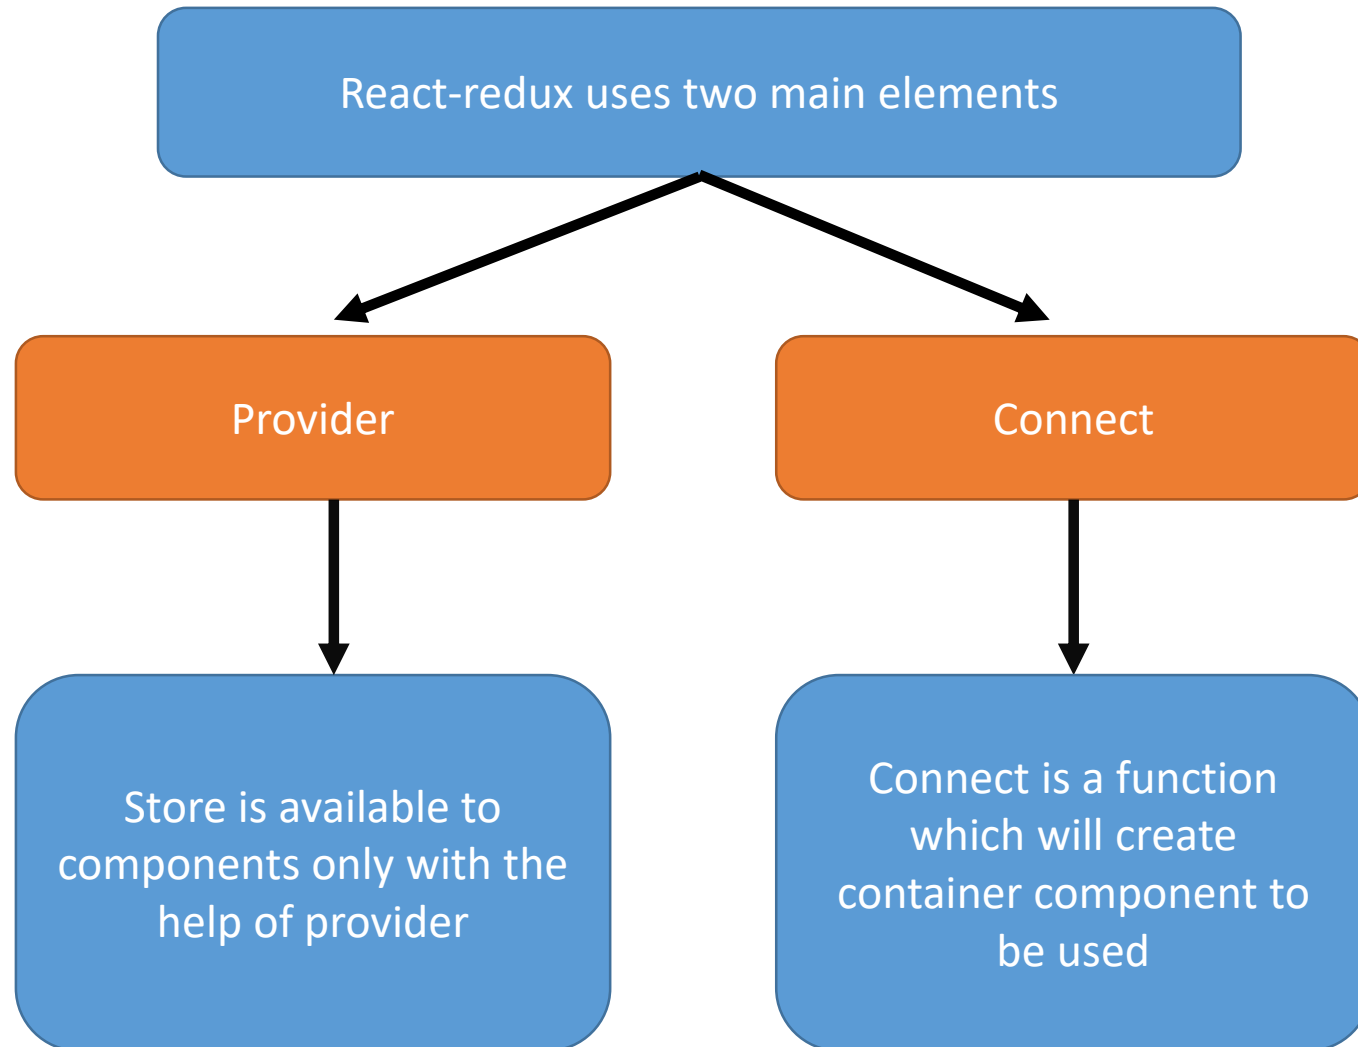 React-redux uses two main elements
Provider
Connect
Store is available to
components only with the
help of provider
Connect is a function
which will create
container component to
be used